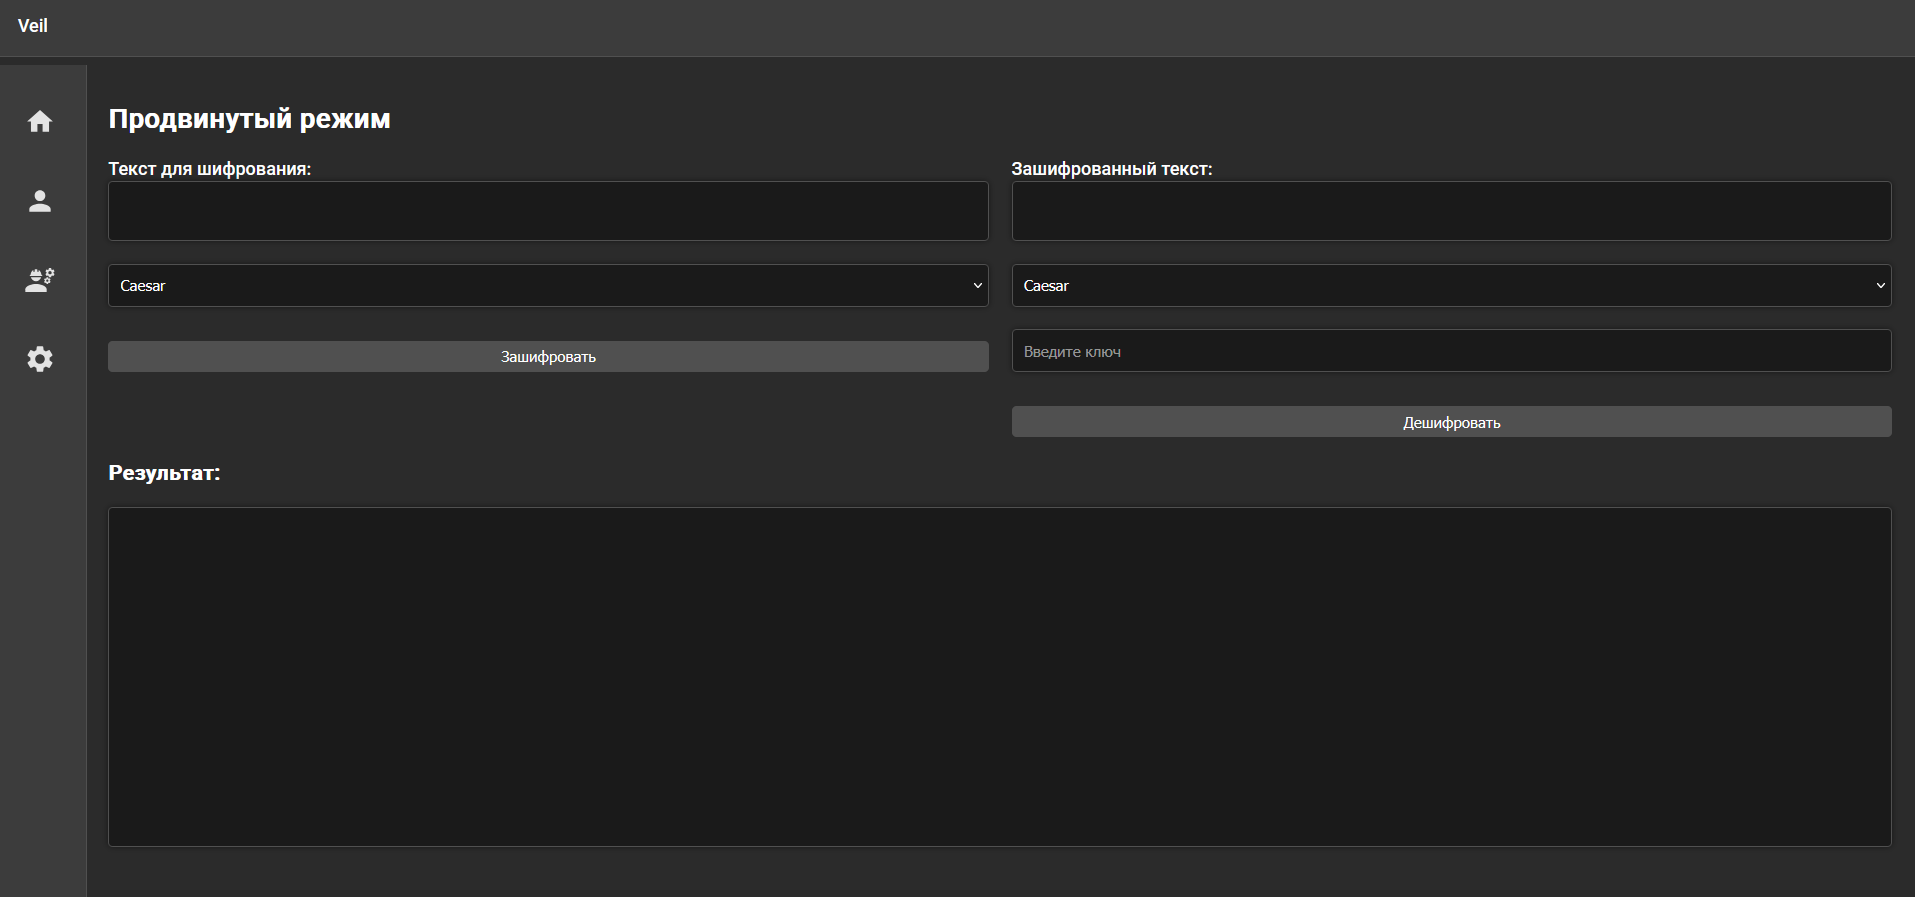 Veil
Продвинутый режим
Текст для шифрования:
Caesar
Зашифровать
Зашифрованный текст:
Caesar
Введите ключ
Дешифровать
Результат: